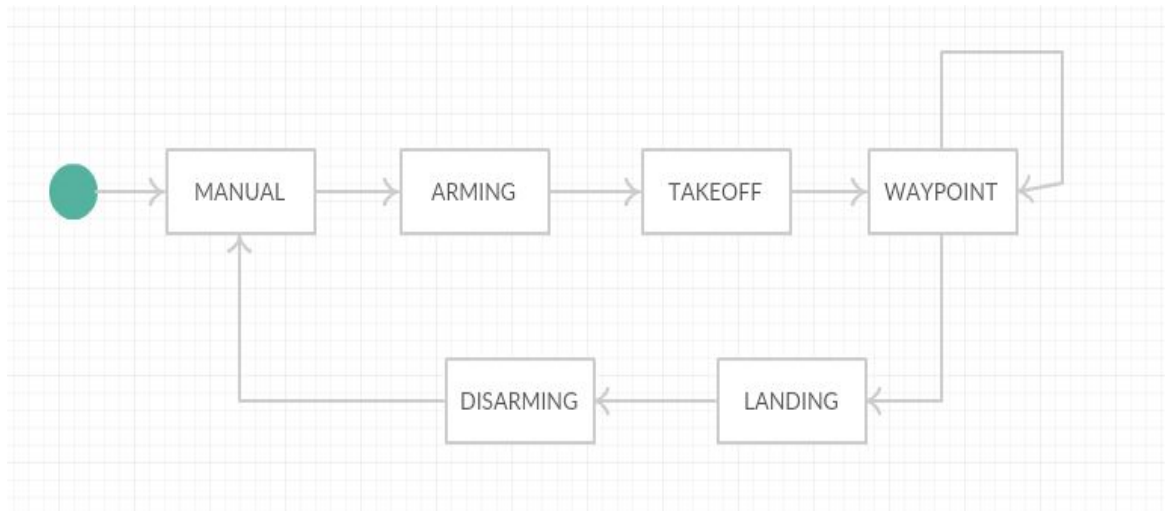 MANUAL
ARMING
TAKEOFF
WAYPOINT
DISARMING
LANDING